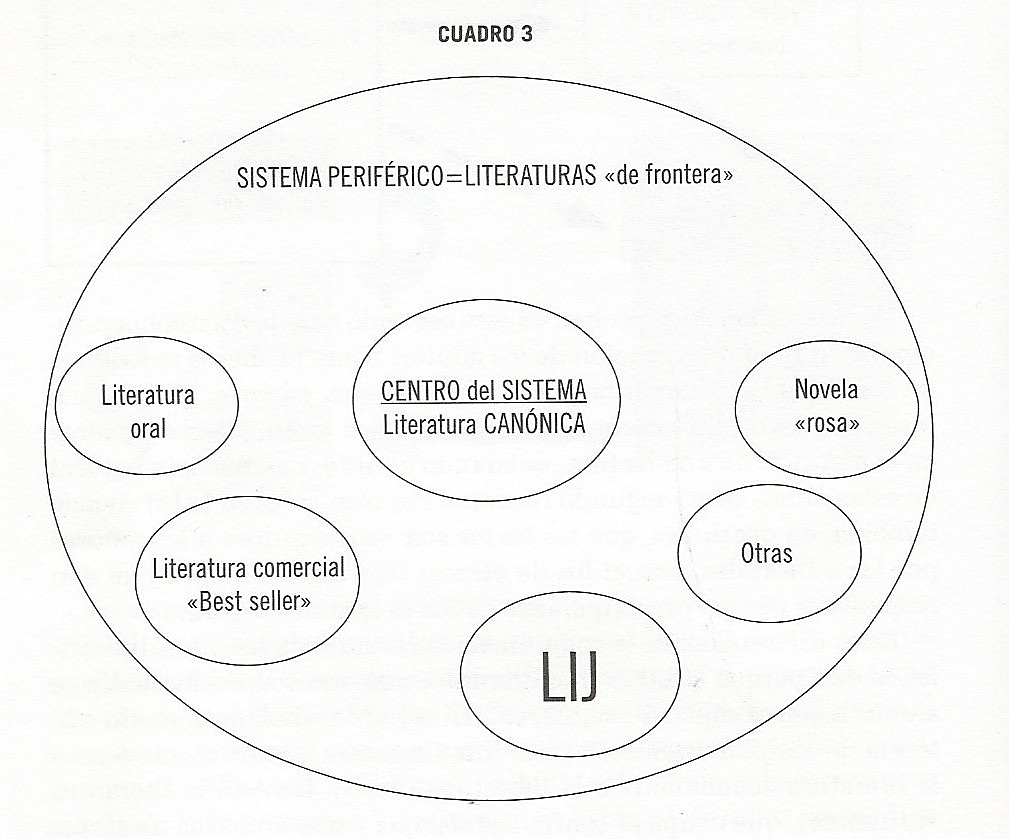 CUADRO 3
SISTEMA PERIFÉRICO=LITERATURAS «de frontera»
CENTRO del SISTEMA
Literatura CANÓNICA
Literatura
oral
Novela
«rosa»
Literatura comercial
«Best seller»
Otras
LIJ